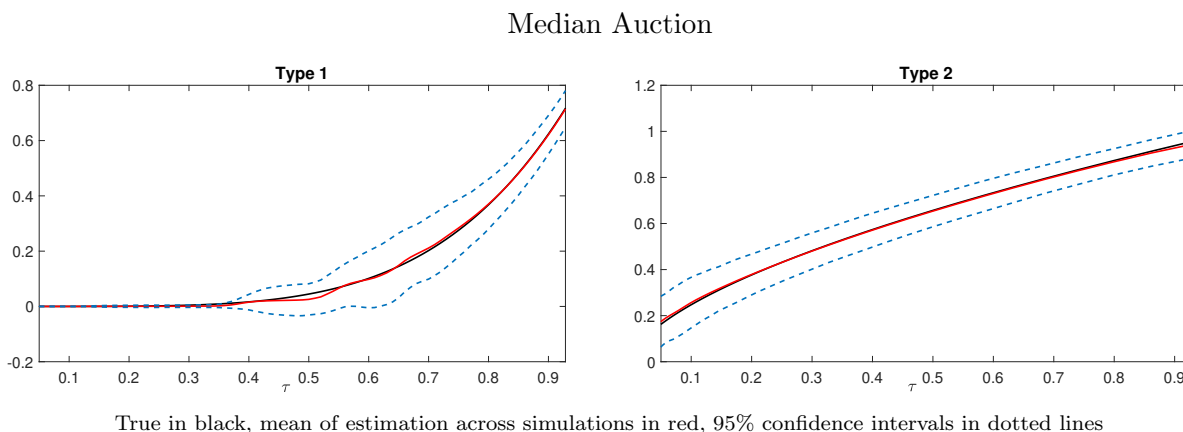 Median Auction
Type 1
0.8
0.6
0.4
0.2
0
-0.2
0.1 0.2 0.3 0.4 0.5 0.6 0.7 0.8 0.9
τ
Type 2
1.2
1
0.8
0.6
0.4
0.2
0
0.1 0.2 0.3 0.4 0.5 0.6 0.7 0.8 0.9
τ
True in black, mean of estimation across simulations in red, 95% confidence intervals in dotted lines